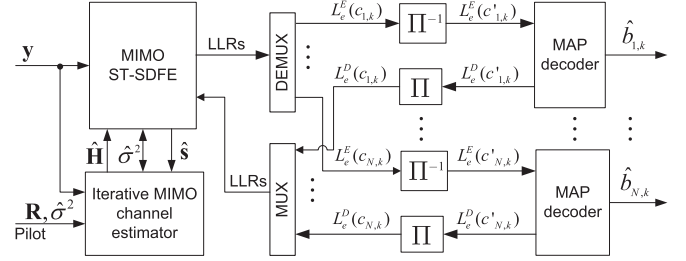 y
MIMO
ST-SDFE
LLRs
DEMUX
L_e^E(c_{1,k})
∏⁻¹
L_e^E(c'_{1,k})
MAP
decoder
b̂_{1,k}
L_e^D(c_{1,k})
∏
L_e^D(c'_{1,k})
Ĥ
σ̂²
ŝ
LLRs
MUX
L_e^E(c_{N,k})
∏⁻¹
L_e^E(c'_{N,k})
MAP
decoder
b̂_{N,k}
L_e^D(c_{N,k})
∏
L_e^D(c'_{N,k})
R, σ̂²
Pilot
Iterative MIMO
channel
estimator